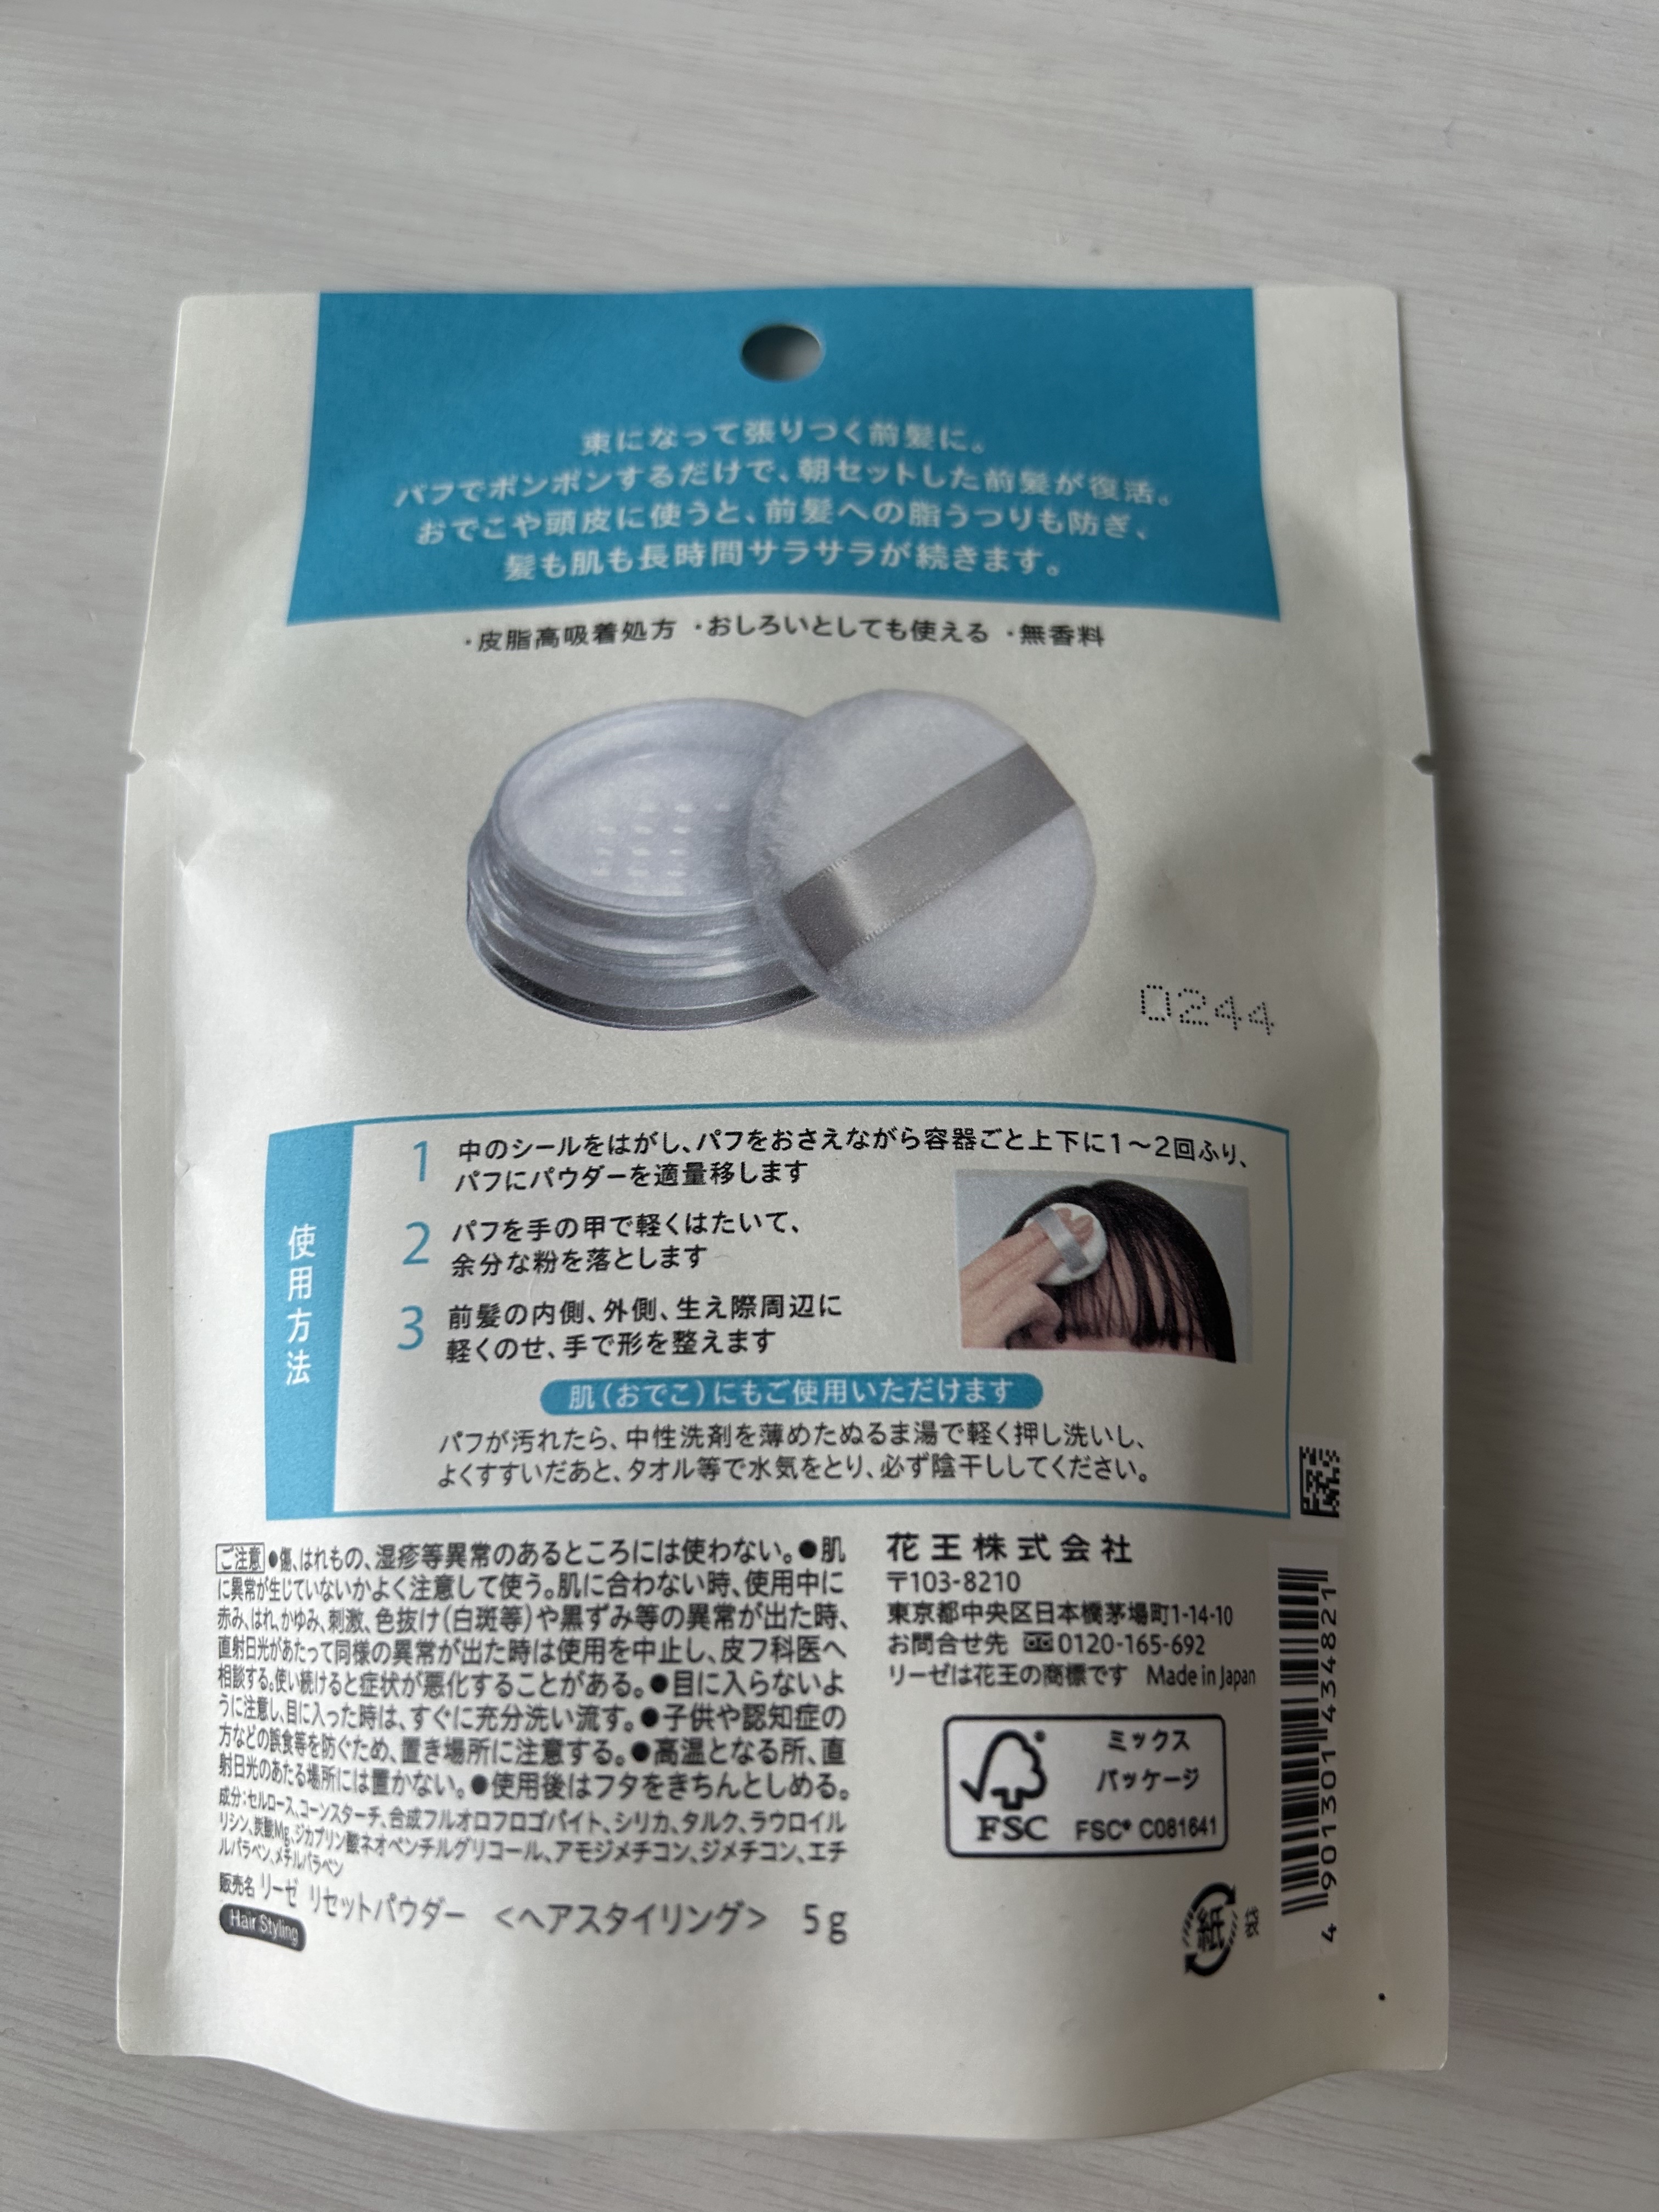 束になって張りつく前髪に。
パフでポンポンするだけで、朝セットした前髪が復活。
おでこや頭皮に使うと、前髪への脂うつりも防ぎ、
髪も肌も長時間サラサラが続きます。
・皮脂高吸着処方 ・おしろいとしても使える ・無香料
0244
使用方法
1 中のシールをはがし、パフをおさえながら容器ごと上下に1〜2回ふり、
パフにパウダーを適量移します
2 パフを手の甲で軽くはたいて、
余分な粉を落とします
3 前髪の内側、外側、生え際周辺に
軽くのせ、手で形を整えます
肌(おでこ)にもご使用いただけます
パフが汚れたら、中性洗剤を薄めたぬるま湯で軽く押し洗いし、
よくすすいだあと、タオル等で水気をとり、必ず陰干ししてください。
ご注意 ●傷、はれもの、湿疹等異常のあるところには使わない。●肌
に異常が生じていないかよく注意して使う。肌に合わない時、使用中に
赤み、はれ、かゆみ、刺激、色抜け(白斑等)や黒ずみ等の異常が出た時、
直射日光があたって同様の異常が出た時は使用を中止し、皮フ科医へ
相談する。使い続けると症状が悪化することがある。●目に入らないよ
うに注意し、目に入った時は、すぐに充分洗い流す。●子供や認知症の
方などの誤食等を防ぐため、置き場所に注意する。●高温となる所、直
射日光のあたる場所には置かない。●使用後はフタをきちんとしめる。
成分:セルロース、コーンスターチ、合成フルオロフロゴパイト、シリカ、タルク、ラウロイル
リシン、炭酸Mg、ジカプリン酸ネオペンチルグリコール、アモジメチコン、ジメチコン、エチ
ルパラベン、メチルパラベン
販売名 リーゼ リセットパウダー <ヘアスタイリング> 5g
Hair Styling
花王株式会社
〒103-8210
東京都中央区日本橋茅場町1-14-10
お問合せ先 0120-165-692
リーゼは花王の商標です Made in Japan
FSC
ミックス
パッケージ
FSC® C081641
紙
袋
4 901301 434821